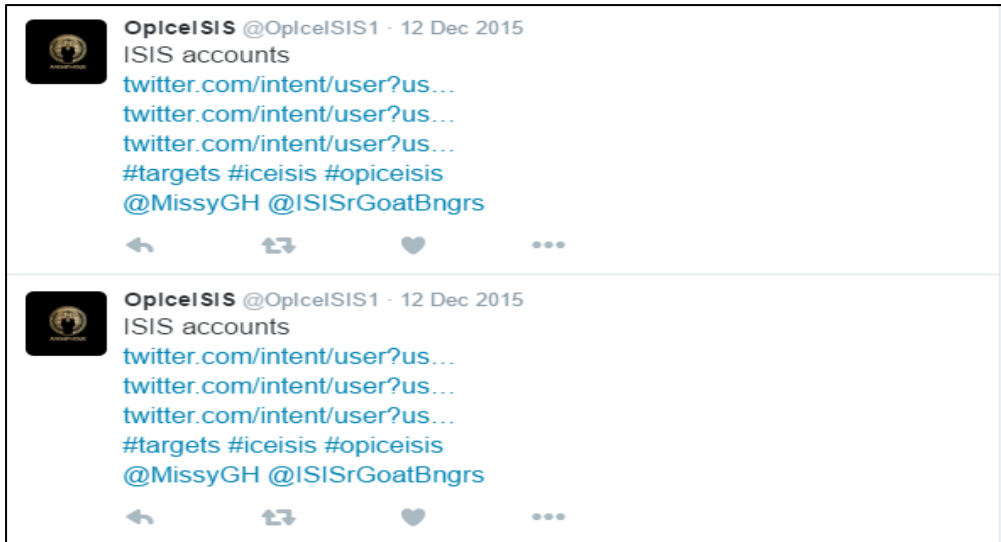 OpIceISIS @OpIceISIS1 · 12 Dec 2015
ISIS accounts
twitter.com/intent/user?us…
twitter.com/intent/user?us…
twitter.com/intent/user?us…
#targets #iceisis #opiceisis
@MissyGH @ISISrGoatBngrs
OpIceISIS @OpIceISIS1 · 12 Dec 2015
ISIS accounts
twitter.com/intent/user?us…
twitter.com/intent/user?us…
twitter.com/intent/user?us…
#targets #iceisis #opiceisis
@MissyGH @ISISrGoatBngrs